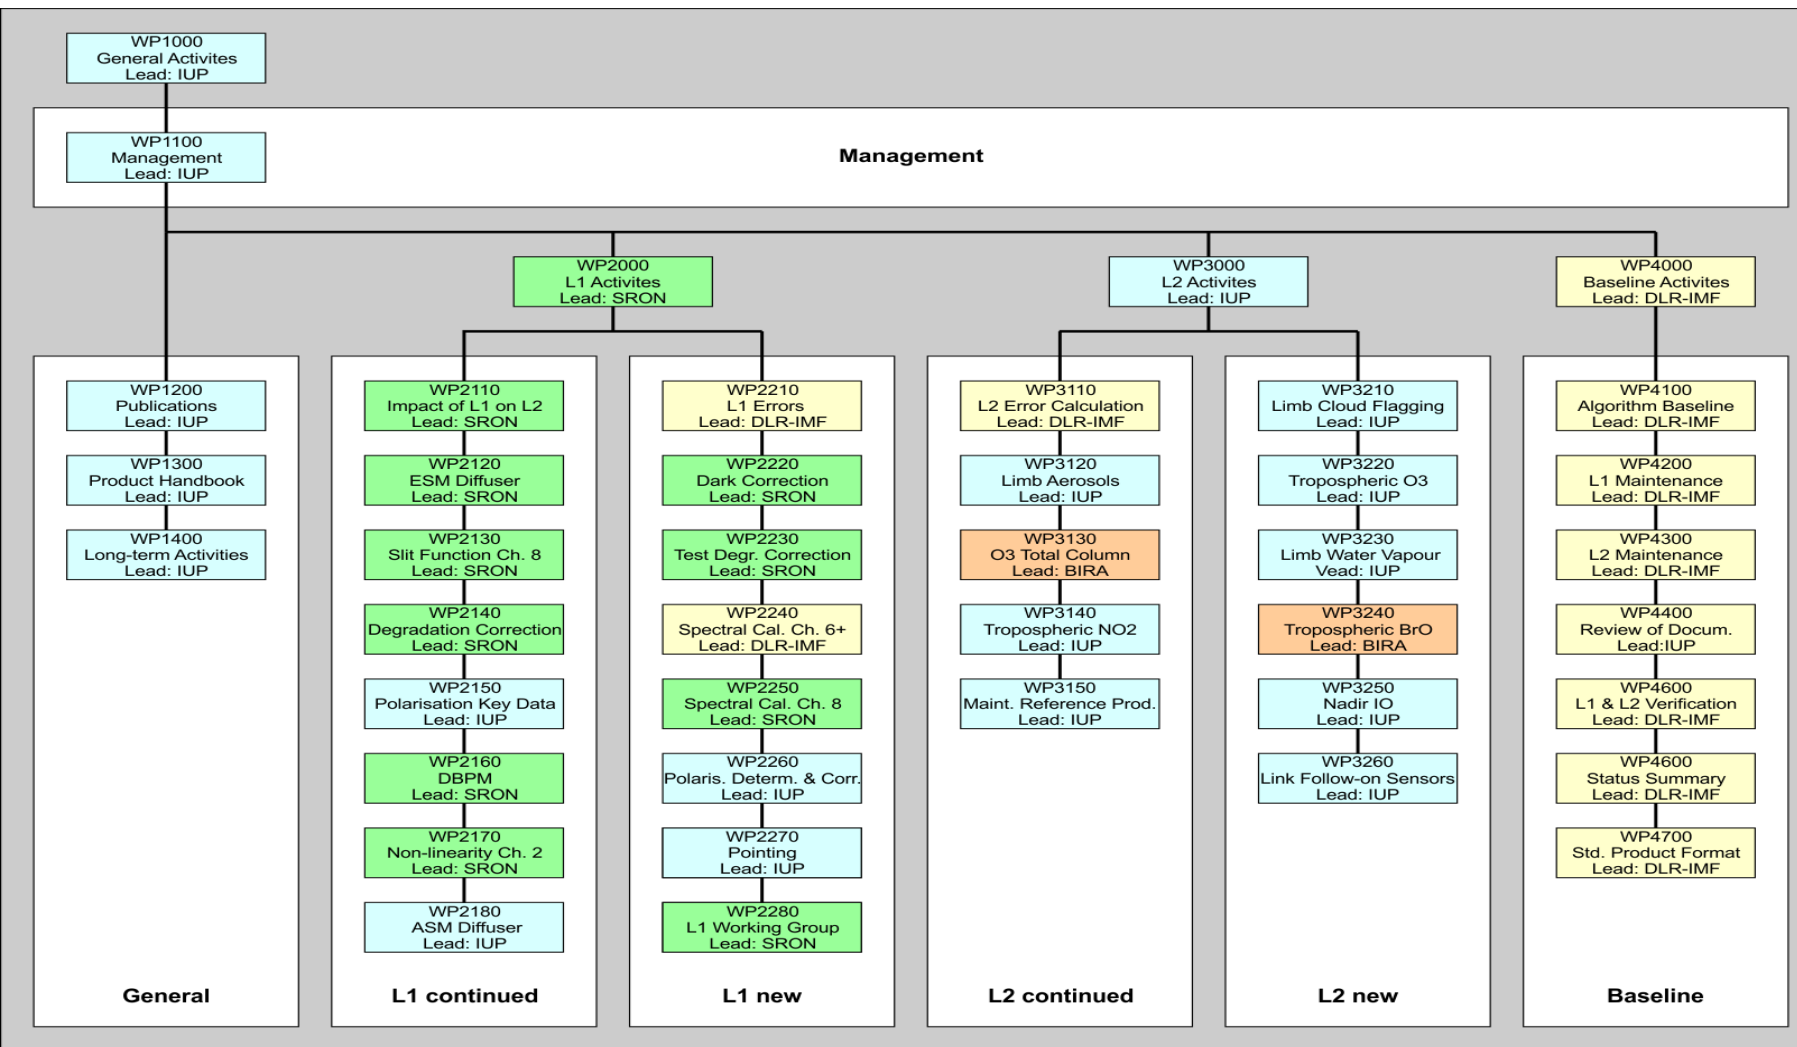 WP1000
General Activites
Lead: IUP
WP1100
Management
Lead: IUP
Management
WP2000
L1 Activites
Lead: SRON
WP3000
L2 Activites
Lead: IUP
WP4000
Baseline Activites
Lead: DLR-IMF
WP1200
Publications
Lead: IUP
WP1300
Product Handbook
Lead: IUP
WP1400
Long-term Activities
Lead: IUP
General
WP2110
Impact of L1 on L2
Lead: SRON
WP2120
ESM Diffuser
Lead: SRON
WP2130
Slit Function Ch. 8
Lead: SRON
WP2140
Degradation Correction
Lead: SRON
WP2150
Polarisation Key Data
Lead: IUP
WP2160
DBPM
Lead: SRON
WP2170
Non-linearity Ch. 2
Lead: SRON
WP2180
ASM Diffuser
Lead: IUP
L1 continued
WP2210
L1 Errors
Lead: DLR-IMF
WP2220
Dark Correction
Lead: SRON
WP2230
Test Degr. Correction
Lead: SRON
WP2240
Spectral Cal. Ch. 6+
Lead: DLR-IMF
WP2250
Spectral Cal. Ch. 8
Lead: SRON
WP2260
Polaris. Determ. & Corr.
Lead: IUP
WP2270
Pointing
Lead: IUP
WP2280
L1 Working Group
Lead: SRON
L1 new
WP3110
L2 Error Calculation
Lead: DLR-IMF
WP3120
Limb Aerosols
Lead: IUP
WP3130
O3 Total Column
Lead: BIRA
WP3140
Tropospheric NO2
Lead: IUP
WP3150
Maint. Reference Prod.
Lead: IUP
L2 continued
WP3210
Limb Cloud Flagging
Lead: IUP
WP3220
Tropospheric O3
Lead: IUP
WP3230
Limb Water Vapour
Vead: IUP
WP3240
Tropospheric BrO
Lead: BIRA
WP3250
Nadir IO
Lead: IUP
WP3260
Link Follow-on Sensors
Lead: IUP
L2 new
WP4100
Algorithm Baseline
Lead: DLR-IMF
WP4200
L1 Maintenance
Lead: DLR-IMF
WP4300
L2 Maintenance
Lead: DLR-IMF
WP4400
Review of Docum.
Lead:IUP
WP4600
L1 & L2 Verification
Lead: DLR-IMF
WP4600
Status Summary
Lead: DLR-IMF
WP4700
Std. Product Format
Lead: DLR-IMF
Baseline